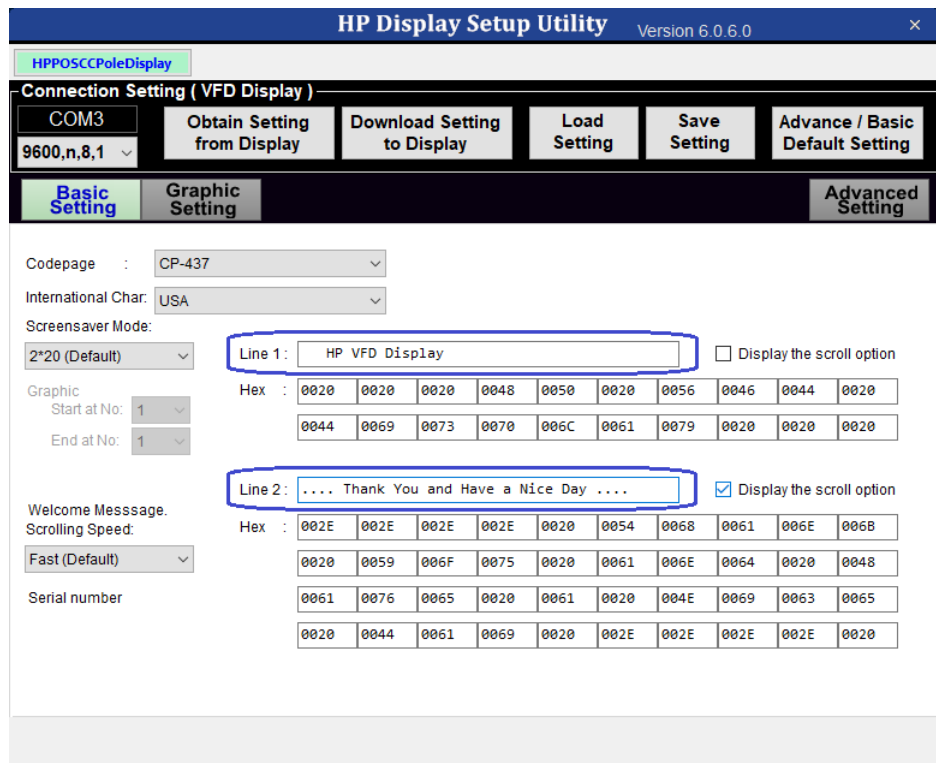 HP Display Setup Utility Version 6.0.6.0 ×
HPPOSCCPoleDisplay
Connection Setting ( VFD Display )
COM3
9600,n,8,1
Obtain Setting
from Display
Download Setting
to Display
Load
Setting
Save
Setting
Advance / Basic
Default Setting
Basic
Setting
Graphic
Setting
Advanced
Setting
Codepage : CP-437
International Char: USA
Screensaver Mode:
2*20 (Default)
Line 1 : HP VFD Display
Display the scroll option
Graphic
Start at No: 1
End at No: 1
Hex : 0020 0020 0020 0048 0050 0020 0056 0046 0044 0020
0044 0069 0073 0070 006C 0061 0079 0020 0020 0020
Line 2 : .... Thank You and Have a Nice Day ....
Display the scroll option
Welcome Messsage.
Scrolling Speed:
Fast (Default)
Hex : 002E 002E 002E 002E 0020 0054 0068 0061 006E 006B
0020 0059 006F 0075 0020 0061 006E 0064 0020 0048
Serial number
0061 0076 0065 0020 0061 0020 004E 0069 0063 0065
0020 0044 0061 0069 0020 002E 002E 002E 002E 0020